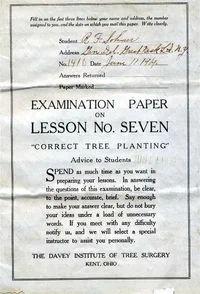 Fill in on the first three lines below your name and address, the number
assigned to you, and the date on which you mail this paper. Write clearly.
Student R. F.
Address
No. 1416 Date
Answers Returned
Paper Marked
EXAMINATION PAPER
ON
LESSON No. SEVEN
"CORRECT TREE PLANTING"
Advice to Students
SPEND as much time as you want in
preparing your lessons. In answering
the questions of this examination, be clear,
to the point, accurate, brief. Say enough
to make your answer clear, but do not bury
your ideas under a load of unnecessary
words. If you meet with any difficulty
notify us, and we will select a special
instructor to assist you personally.
THE DAVEY INSTITUTE OF TREE SURGERY
KENT, OHIO